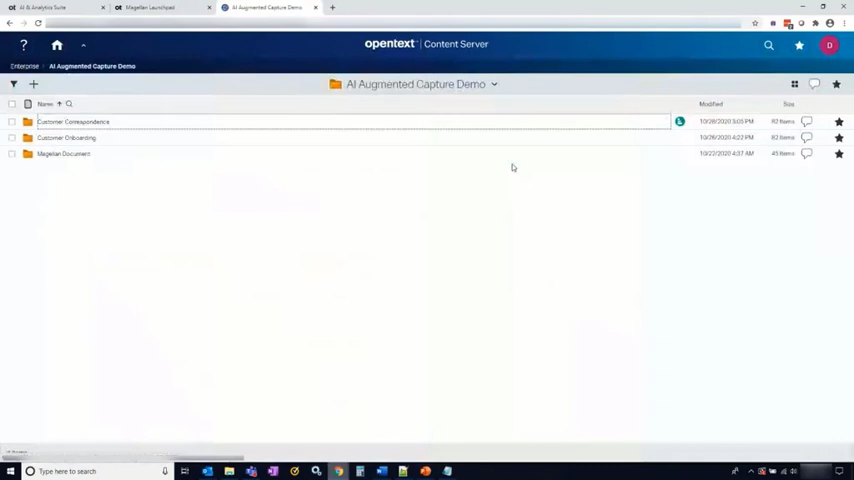 AI & Analytics Suite
Magellan Launchpad
AI Augmented Capture Demo
opentext | Content Server
D
Enterprise AI Augmented Capture Demo
AI Augmented Capture Demo
Name Modified Size
Customer Correspondence 10/28/2020 3:05 PM 82 Items
Customer Onboarding 10/26/2020 4:22 PM 82 Items
Magellan Document 10/22/2020 4:37 AM 45 Items
Type here to search